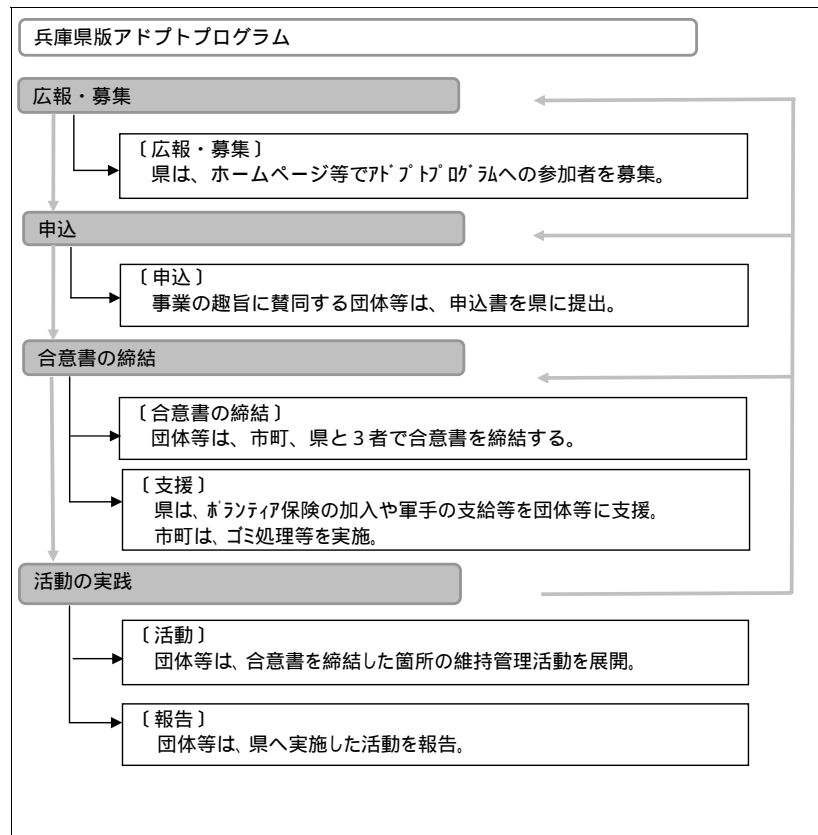 兵庫県版アドプトプログラム
広報・募集
〔広報・募集〕
県は、ホームページ等でｱﾄﾞﾌﾟﾄﾌﾟﾛｸﾞﾗﾑへの参加者を募集。
申込
〔申込〕
事業の趣旨に賛同する団体等は、申込書を県に提出。
合意書の締結
〔合意書の締結〕
団体等は、市町、県と３者で合意書を締結する。
〔支援〕
県は、ﾎﾞﾗﾝﾃｨｱ保険の加入や軍手の支給等を団体等に支援。
市町は、ゴミ処理等を実施。
活動の実践
〔活動〕
団体等は、合意書を締結した箇所の維持管理活動を展開。
〔報告〕
団体等は、県へ実施した活動を報告。